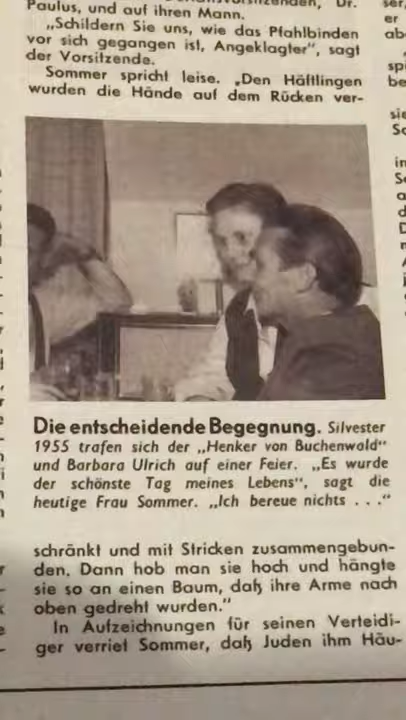 Paulus, und auf ihren Mann.
„Schildern Sie uns, wie das Pfahlbinden
vor sich gegangen ist, Angeklagter“, sagt
der Vorsitzende.
Sommer spricht leise. „Den Häftlingen
wurden die Hände auf dem Rücken ver-
Die entscheidende Begegnung. Silvester
1955 trafen sich der „Henker von Buchenwald“
und Barbara Ulrich auf einer Feier. „Es wurde
der schönste Tag meines Lebens“, sagt die
heutige Frau Sommer. „Ich bereue nichts . . .“
schränkt und mit Stricken zusammengebun-
den. Dann hob man sie hoch und hängte
sie so an einen Baum, daß ihre Arme nach
oben gedreht wurden.“
In Aufzeichnungen für seinen Verteidi-
ger verriet Sommer, daß Juden ihm Häu-